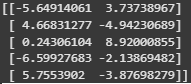 [[-5.64914061  3.73738967]
[ 4.66831277 -4.94230689]
[ 0.24306104  8.92000855]
[-6.59927683 -2.13869482]
[ 5.57553902  -3.87698279]